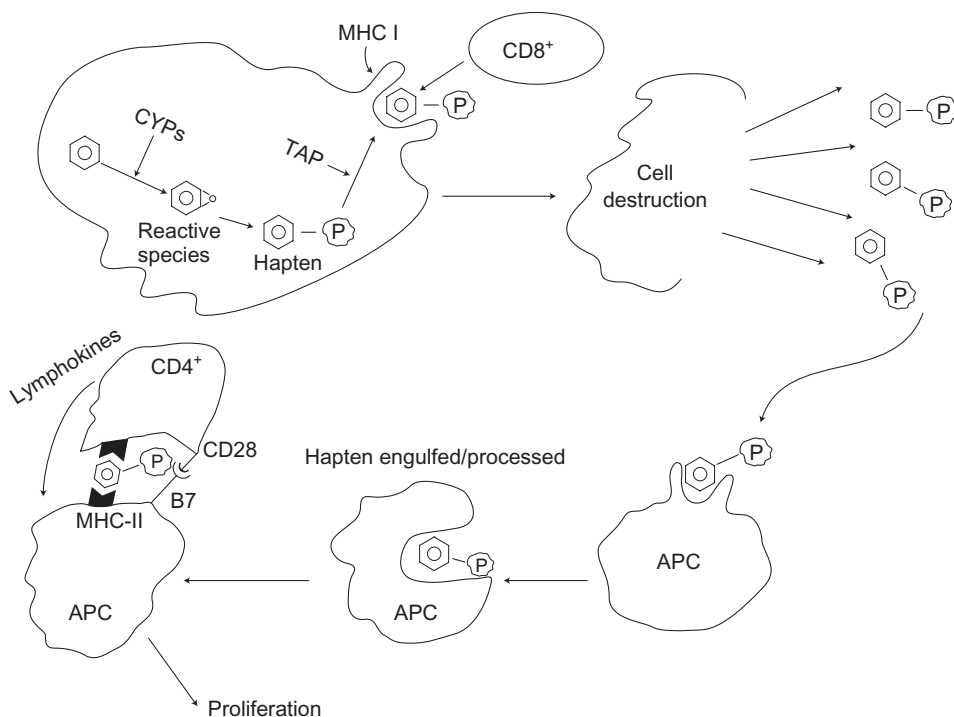 MHC I
CD8⁺
P
CYPs
TAP
P
Reactive
species
Hapten
Cell
destruction
P
P
P
Lymphokines
CD4⁺
CD28
P
B7
MHC-II
APC
Hapten engulfed/processed
P
APC
P
APC
Proliferation